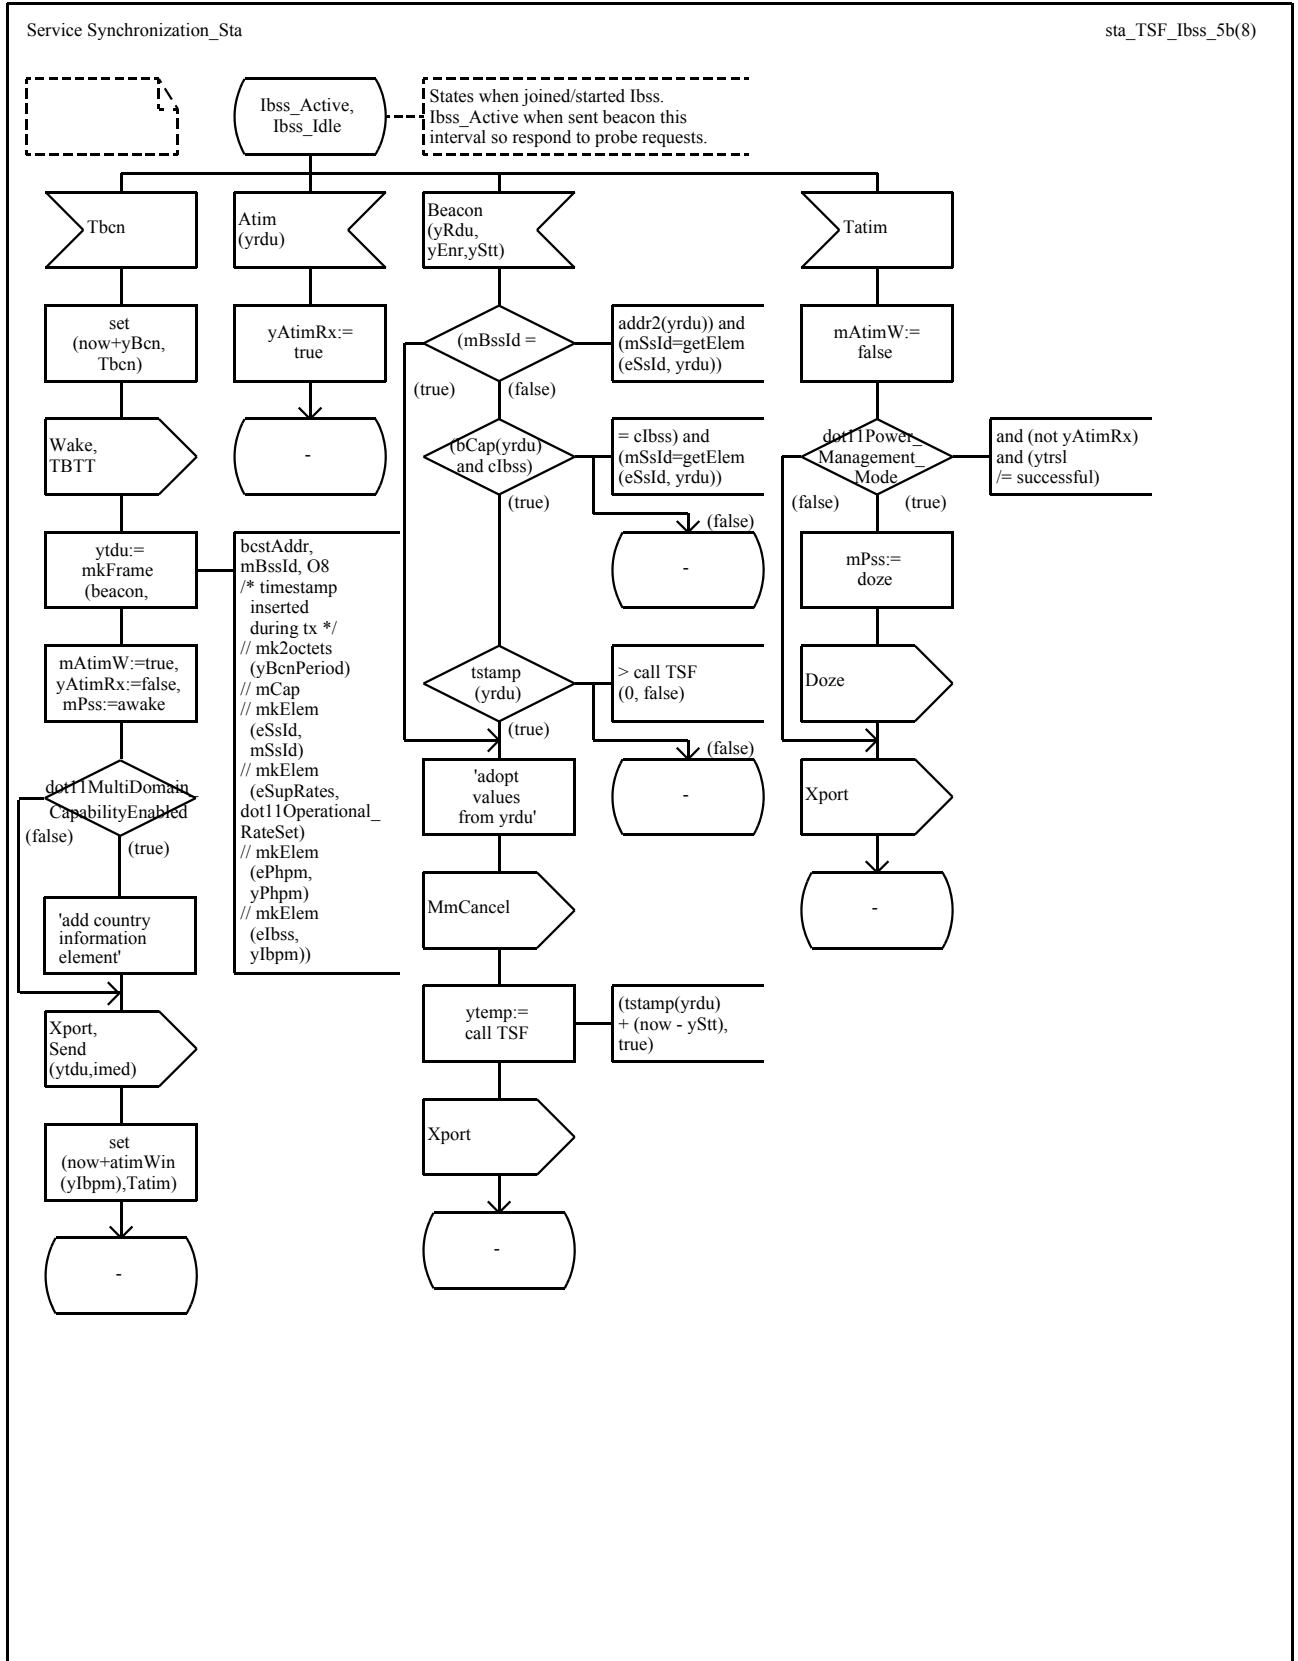 Service Synchronization_Sta
sta_TSF_Ibss_5b(8)
Ibss_Active,
Ibss_Idle
States when joined/started Ibss.
Ibss_Active when sent beacon this
interval so respond to probe requests.
Tbcn
set
(now+yBcn,
Tbcn)
Wake,
TBTT
ytdu:=
mkFrame
(beacon,
bcstAddr,
mBssId, O8
/* timestamp
inserted
during tx */
// mk2octets
(yBcnPeriod)
// mCap
// mkElem
(eSsId,
mSsId)
// mkElem
(eSupRates,
dot11Operational_
RateSet)
// mkElem
(ePhpm,
yPhpm)
// mkElem
(eIbss,
yIbpm))
mAtimW:=true,
yAtimRx:=false,
mPss:=awake
dot11MultiDomain_
CapabilityEnabled
(false)
(true)
'add country
information
element'
Xport,
Send
(ytdu,imed)
set
(now+atimWin
(yIbpm),Tatim)
-
Atim
(yrdu)
yAtimRx:=
true
-
Beacon
(yRdu,
yEnr,yStt)
(mBssId =
addr2(yrdu)) and
(mSsId=getElem
(eSsId, yrdu))
(true)
(false)
(bCap(yrdu)
and cIbss)
= cIbss) and
(mSsId=getElem
(eSsId, yrdu))
(true)
(false)
-
tstamp
(yrdu)
> call TSF
(0, false)
(true)
(false)
-
'adopt
values
from yrdu'
MmCancel
ytemp:=
call TSF
(tstamp(yrdu)
+ (now - yStt),
true)
Xport
-
Tatim
mAtimW:=
false
dot11Power_
Management_
Mode
and (not yAtimRx)
and (ytrsl
/= successful)
(false)
(true)
mPss:=
doze
Doze
Xport
-